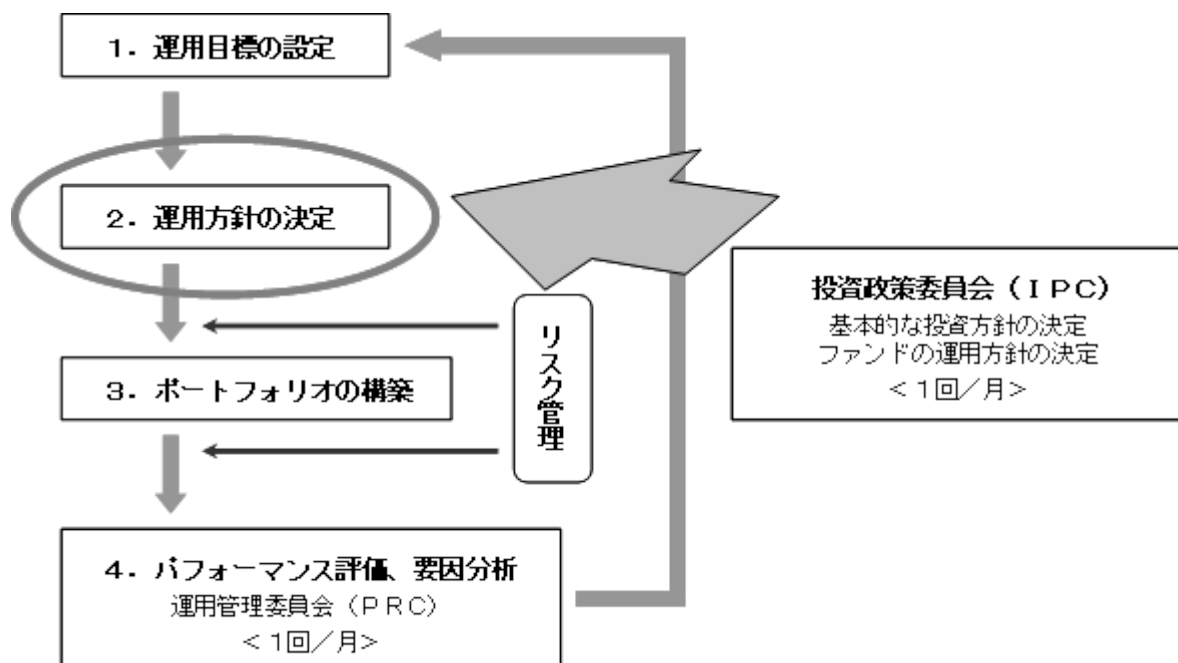 １．運用目標の設定
２．運用方針の決定
３．ポートフォリオの構築
４．パフォーマンス評価、要因分析
運用管理委員会（ＰＲＣ）
＜１回／月＞
リスク管理
投資政策委員会（ＩＰＣ）
基本的な投資方針の決定
ファンドの運用方針の決定
＜１回／月＞